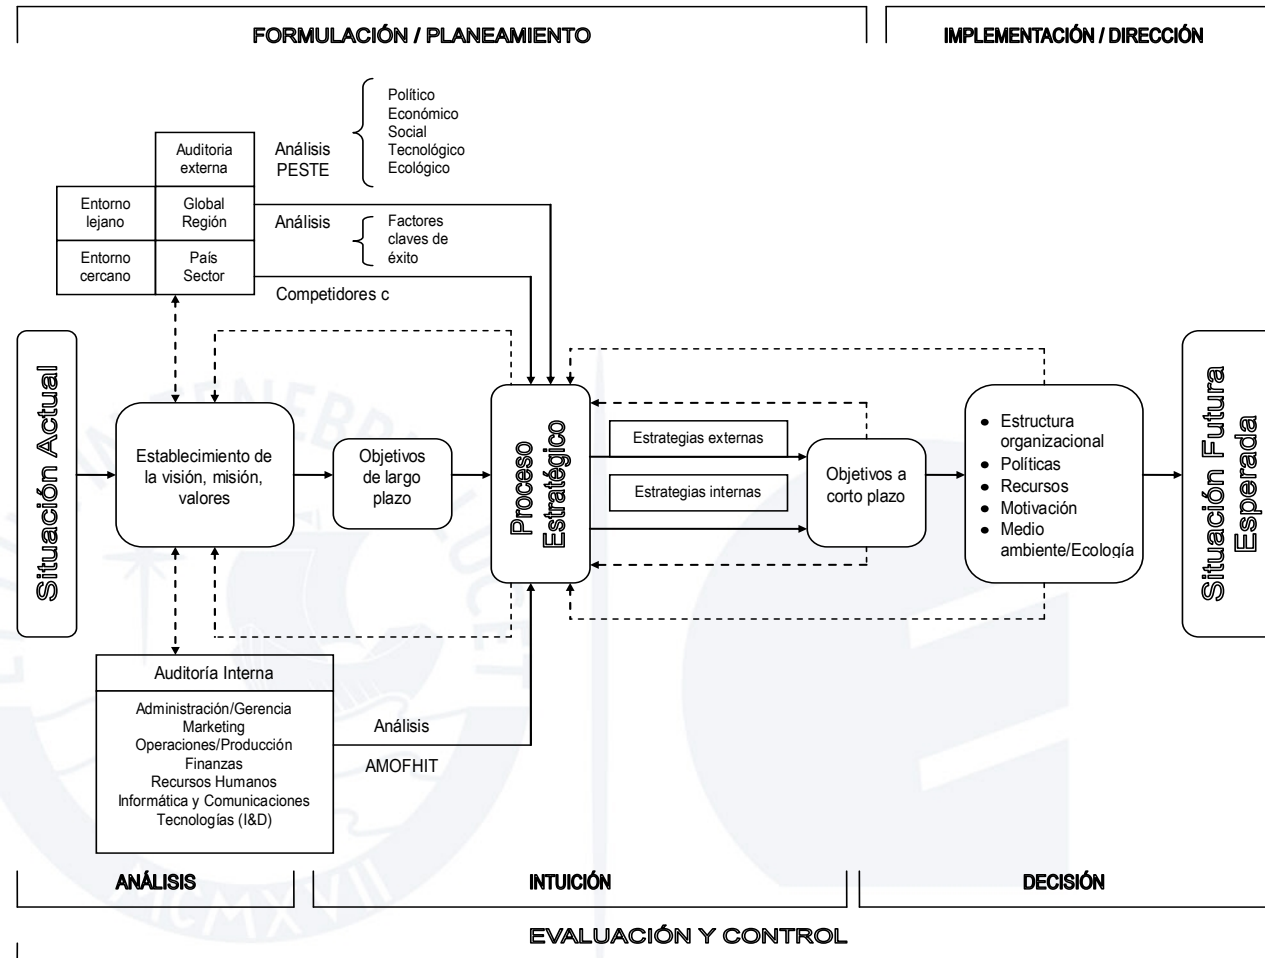 FORMULACIÓN / PLANEAMIENTO
IMPLEMENTACIÓN / DIRECCIÓN
Político
Económico
Social
Tecnológico
Ecológico
Análisis
PESTE
Auditoria
externa
Entorno
lejano
Global
Región
Análisis
Factores
claves de
éxito
Entorno
cercano
País
Sector
Competidores c
Situación Actual
Establecimiento de
la visión, misión,
valores
Objetivos
de largo
plazo
Proceso
Estratégico
Estrategias externas
Estrategias internas
Objetivos a
corto plazo
● Estructura
organizacional
● Políticas
● Recursos
● Motivación
● Medio
ambiente/Ecología
Situación Futura
Esperada
Auditoría Interna
Administración/Gerencia
Marketing
Operaciones/Producción
Finanzas
Recursos Humanos
Informática y Comunicaciones
Tecnologías (I&D)
Análisis
AMOFHIT
ANÁLISIS
INTUICIÓN
DECISIÓN
EVALUACIÓN Y CONTROL
MCMXVII